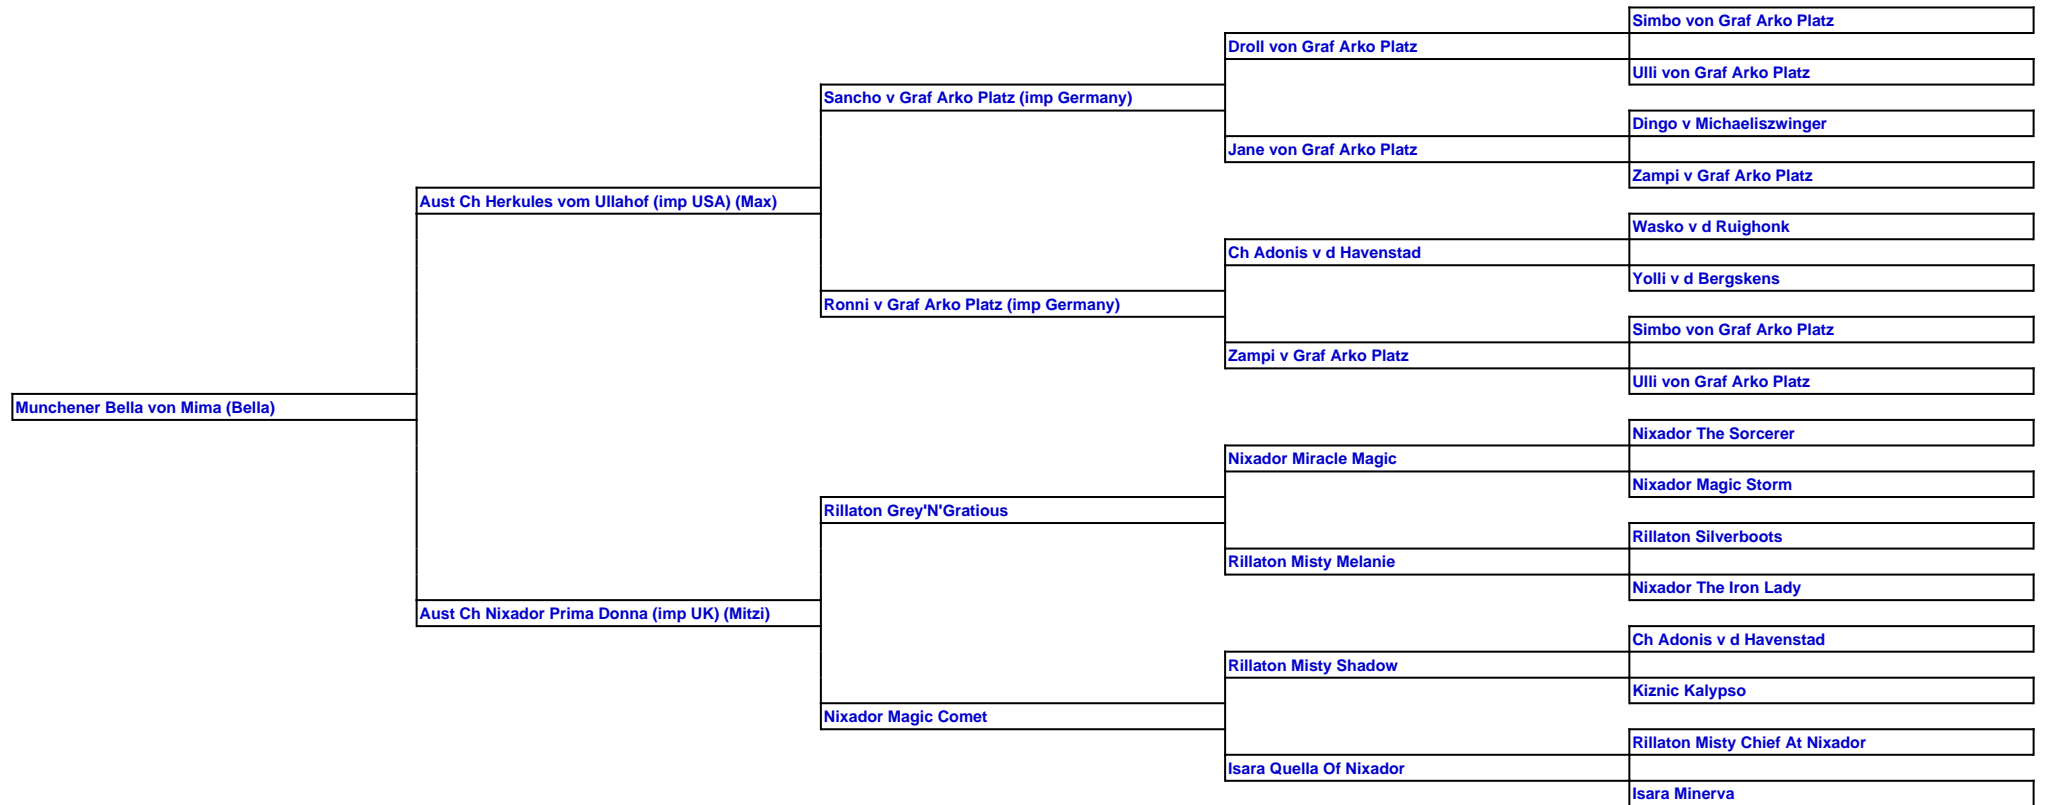 Simbo von Graf Arko Platz
Droll von Graf Arko Platz
Ulli von Graf Arko Platz
Sancho v Graf Arko Platz (imp Germany)
Dingo v Michaeliszwinger
Jane von Graf Arko Platz
Zampi v Graf Arko Platz
Aust Ch Herkules vom Ullahof (imp USA) (Max)
Wasko v d Ruighonk
Ch Adonis v d Havenstad
Yolli v d Bergskens
Ronni v Graf Arko Platz (imp Germany)
Simbo von Graf Arko Platz
Zampi v Graf Arko Platz
Ulli von Graf Arko Platz
Munchener Bella von Mima (Bella)
Nixador The Sorcerer
Nixador Miracle Magic
Nixador Magic Storm
Rillaton Grey'N'Gratious
Rillaton Silverboots
Rillaton Misty Melanie
Nixador The Iron Lady
Aust Ch Nixador Prima Donna (imp UK) (Mitzi)
Ch Adonis v d Havenstad
Rillaton Misty Shadow
Kiznic Kalypso
Nixador Magic Comet
Rillaton Misty Chief At Nixador
Isara Quella Of Nixador
Isara Minerva